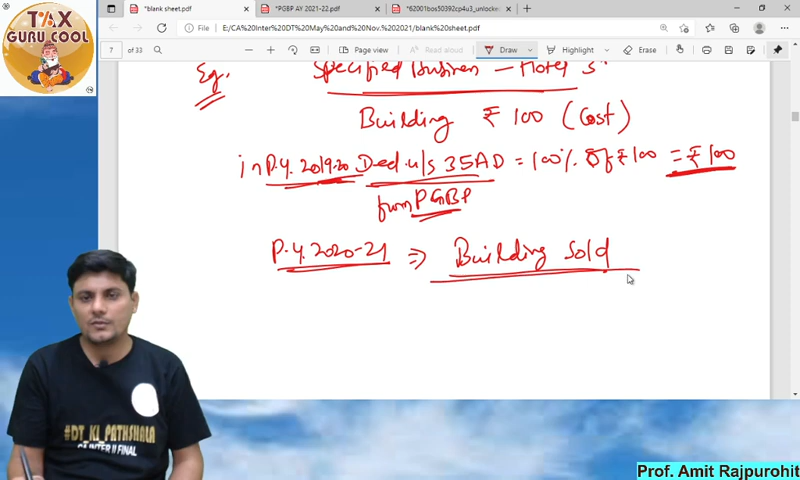 TAX
GURU COOL
*blank sheet.pdf
*PGBP AY 2021-22.pdf
*62001bos50392cp4u3_unlocke
E:/CA%20Inter%20DT%20May%20and%20Nov.%202021/blank%20sheet.pdf
7 of 33
Page view
Read aloud
Draw
Highlight
Erase
Eg. Specified Business – Hotel
Building ₹ 100 (Cost)
in P.Y. 2019-20 Ded. u/s 35AD = 100% of ₹ 100 = ₹ 100
from PGBP
P.Y. 2020-21 ⇒ Building Sold
#DT_KI_PATHSHALA
CA INTER II FINAL
Prof. Amit Rajpurohit